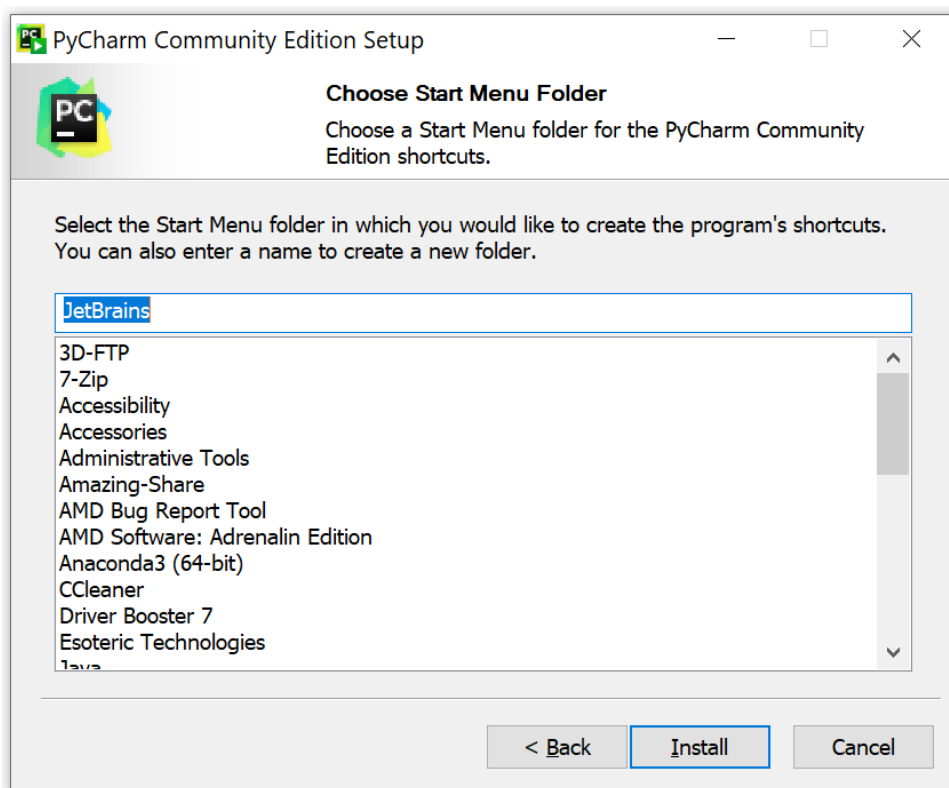 PyCharm Community Edition Setup
PC
Choose Start Menu Folder
Choose a Start Menu folder for the PyCharm Community
Edition shortcuts.
Select the Start Menu folder in which you would like to create the program's shortcuts.
You can also enter a name to create a new folder.
JetBrains
3D-FTP
7-Zip
Accessibility
Accessories
Administrative Tools
Amazing-Share
AMD Bug Report Tool
AMD Software: Adrenalin Edition
Anaconda3 (64-bit)
CCleaner
Driver Booster 7
Esoteric Technologies
Java
< Back
Install
Cancel